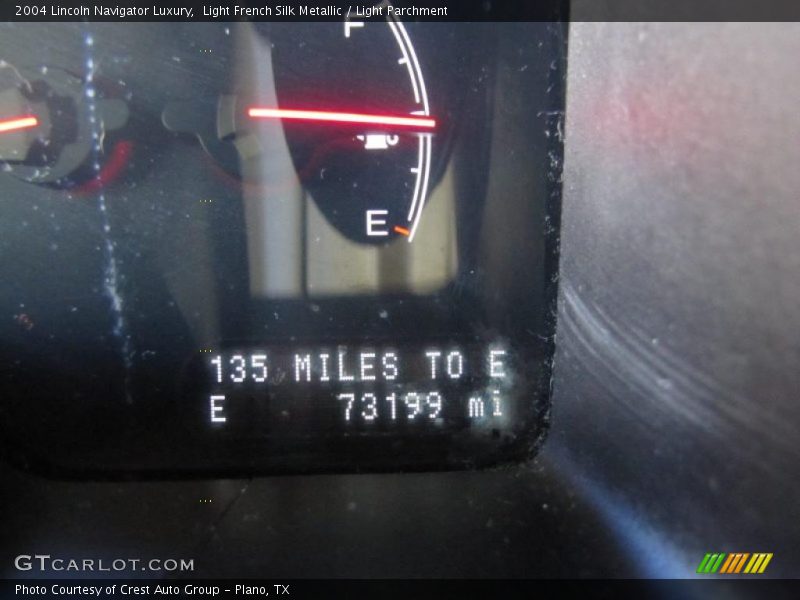 2004 Lincoln Navigator Luxury,  Light French Silk Metallic / Light Parchment
F
E
135 MILES TO E
E 73199 mi
GTCARLOT.COM
Photo Courtesy of Crest Auto Group - Plano, TX